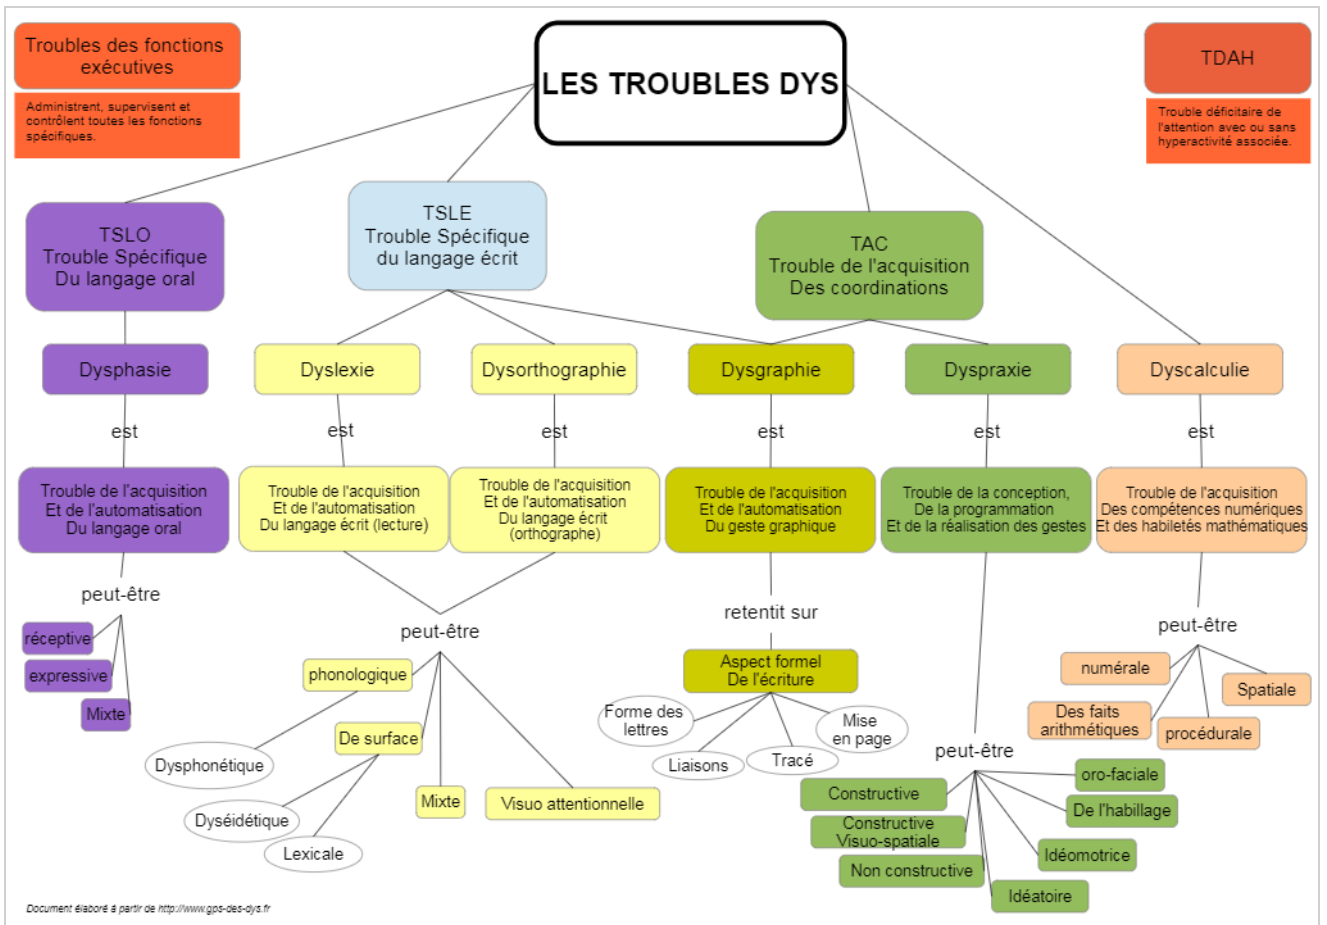 Troubles des fonctions
exécutives
Administrent, supervisent et
contrôlent toutes les fonctions
spécifiques.
LES TROUBLES DYS
TDAH
Trouble déficitaire de
l'attention avec ou sans
hyperactivité associée.
TSLO
Trouble Spécifique
Du langage oral
TSLE
Trouble Spécifique
du langage écrit
TAC
Trouble de l'acquisition
Des coordinations
Dysphasie
Dyslexie
Dysorthographie
Dysgraphie
Dyspraxie
Dyscalculie
est
est
est
est
est
est
Trouble de l'acquisition
Et de l'automatisation
Du langage oral
Trouble de l'acquisition
Et de l'automatisation
Du langage écrit (lecture)
Trouble de l'acquisition
Et de l'automatisation
Du langage écrit
(orthographe)
Trouble de l'acquisition
Et de l'automatisation
Du geste graphique
Trouble de la conception,
De la programmation
Et de la réalisation des gestes
Trouble de l'acquisition
Des compétences numériques
Et des habiletés mathématiques
peut-être
réceptive
expressive
Mixte
peut-être
phonologique
Dysphonétique
De surface
Dyséidétique
Lexicale
Mixte
Visuo attentionnelle
retentit sur
Aspect formel
De l'écriture
Forme des
lettres
Liaisons
Tracé
Mise
en page
peut-être
Constructive
Constructive
Visuo-spatiale
Non constructive
Idéatoire
Idéomotrice
De l'habillage
oro-faciale
peut-être
numérale
Des faits
arithmétiques
procédurale
Spatiale
Document élaboré à partir de http://www.gps-des-dys.fr